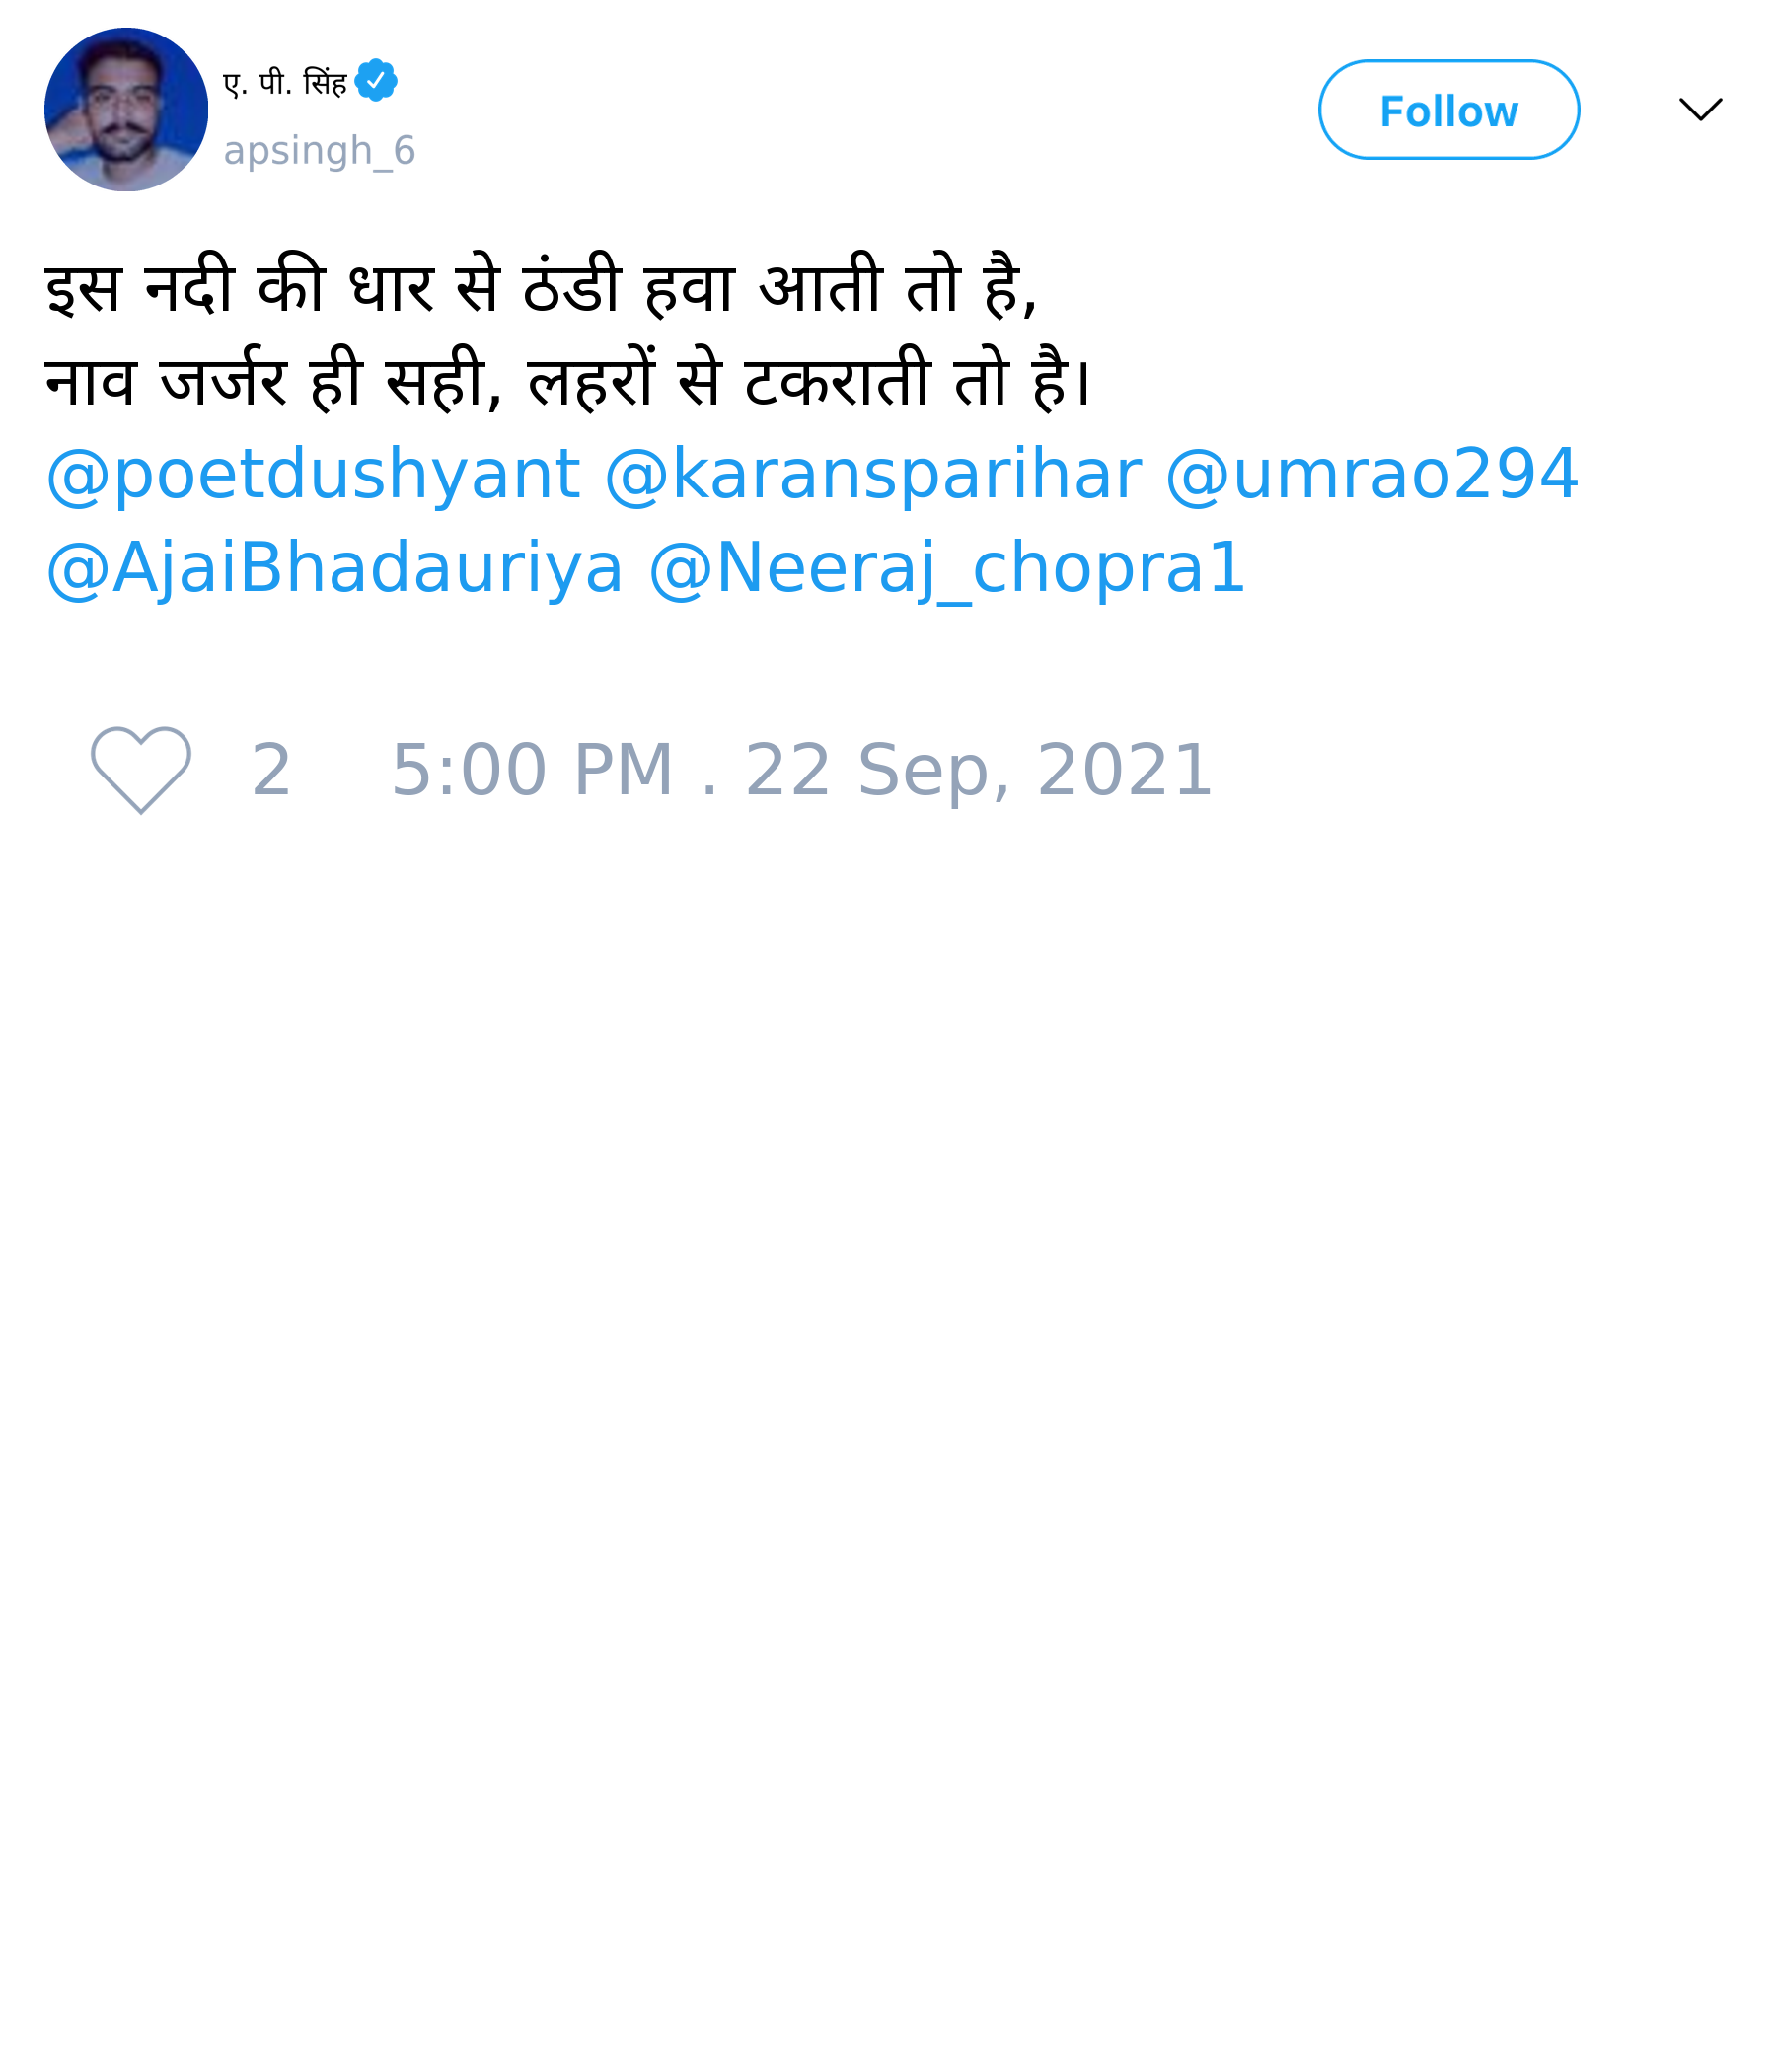 ए. पी. सिंह
apsingh_6
Follow
इस नदी की धार से ठंडी हवा आती तो है,
नाव जर्जर ही सही, लहरों से टकराती तो है।
@poetdushyant @karansparihar @umrao294
@AjaiBhadauriya @Neeraj_chopra1
2 5:00 PM . 22 Sep, 2021